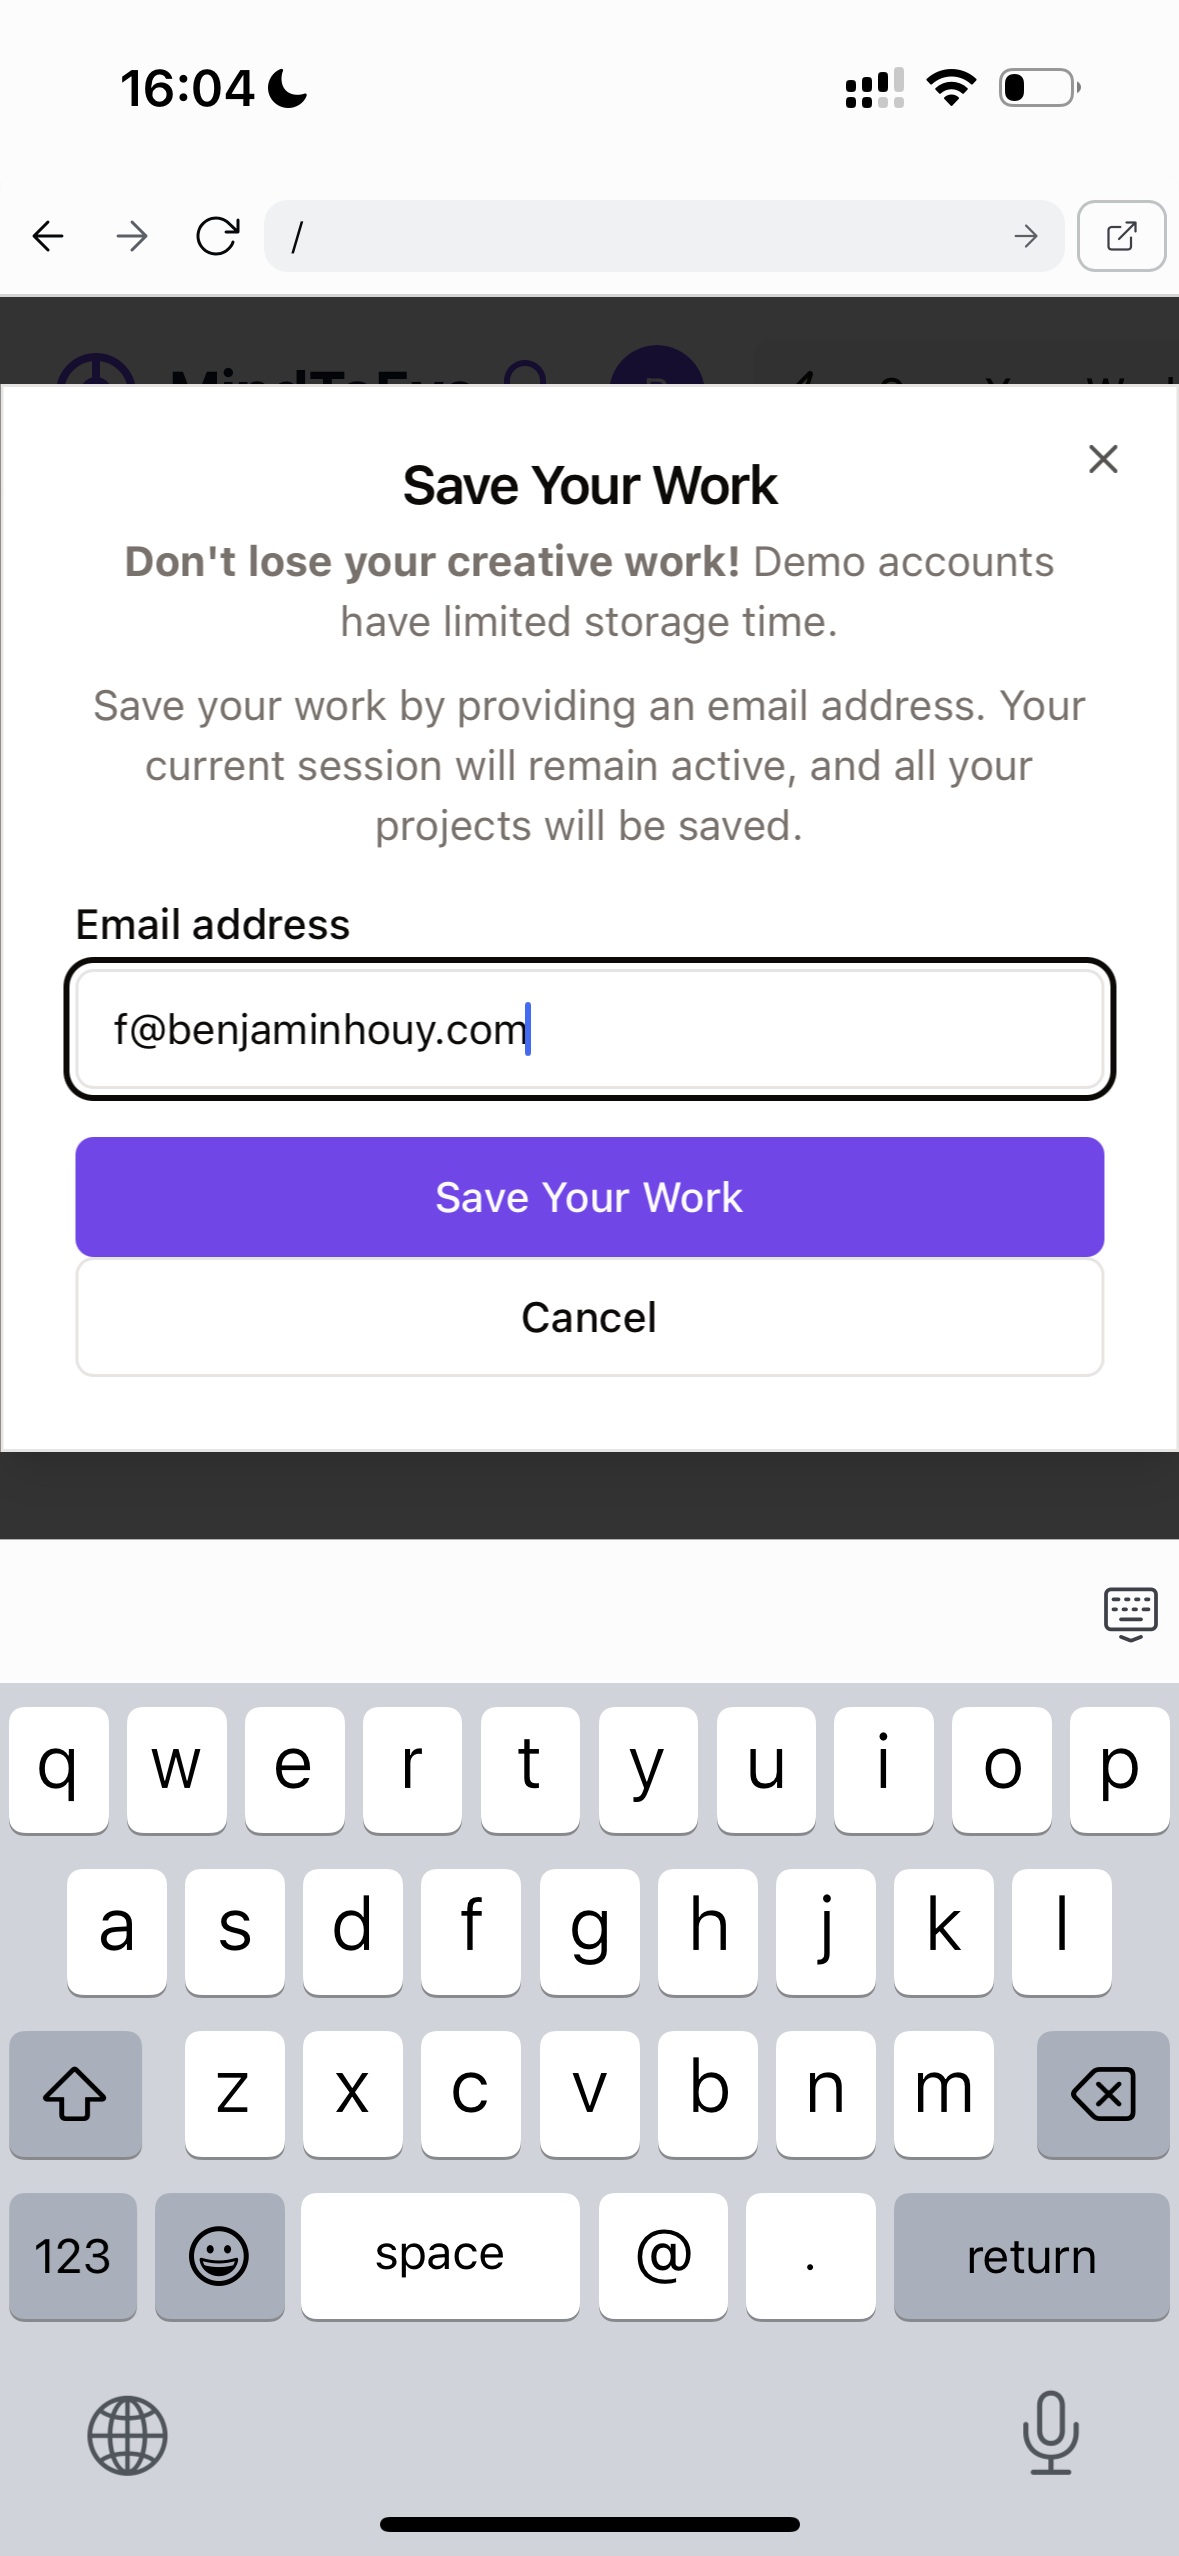 16:04
/
Save Your Work
Don't lose your creative work! Demo accounts
have limited storage time.
Save your work by providing an email address. Your
current session will remain active, and all your
projects will be saved.
Email address
f@benjaminhouy.com
Save Your Work
Cancel
q w e r t y u i o p
a s d f g h j k l
z x c v b n m
123 space @ . return